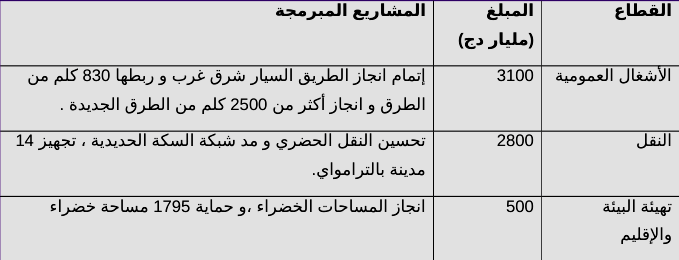 القطاع
المبلغ
(مليار دج)
المشاريع المبرمجة
الأشغال العمومية
3100
إتمام انجاز الطريق السيار شرق غرب و ربطها 830 كلم من
الطرق و انجاز أكثر من 2500 كلم من الطرق الجديدة .
النقل
2800
تحسين النقل الحضري و مد شبكة السكة الحديدية ، تجهيز 14
مدينة بالترامواي.
تهيئة البيئة
والإقليم
500
انجاز المساحات الخضراء ،و حماية 1795 مساحة خضراء